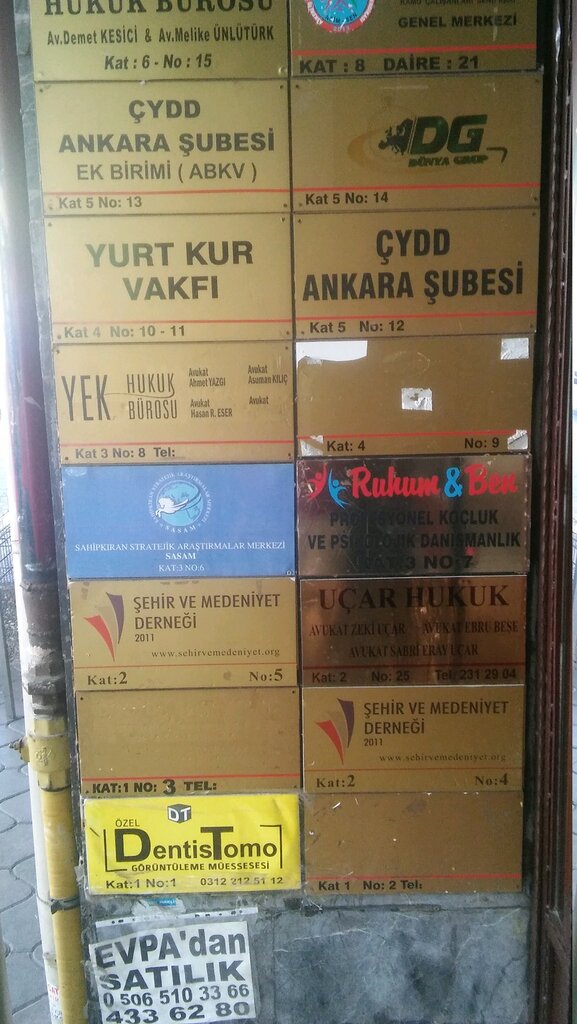 HUKUK BÜROSU
Av.Demet KESİCİ & Av.Melike ÜNLÜTÜRK
Kat : 6 - No : 15
GENEL MERKEZİ
KAT : 8 DAİRE : 21
ÇYDD
ANKARA ŞUBESİ
EK BİRİMİ ( ABKV )
Kat 5 No: 13
DG
DÜNYA GRUP
Kat 5 No: 14
YURT KUR
VAKFI
Kat 4 No: 10 - 11
ÇYDD
ANKARA ŞUBESİ
Kat 5 No: 12
YEK HUKUK BÜROSU
Avukat
Ahmet YAZGI
Avukat
Asuman KILIÇ
Avukat
Hasan R. ESER
Avukat
Kat 3 No: 8 Tel:
Kat: 4 No: 9
SAHİPKIRAN STRATEJİK ARAŞTIRMALAR MERKEZİ
SASAM
KAT:3 NO:6
Ruhum & Ben
PROFESYONEL KOÇLUK
VE PSİKOLOJİK DANIŞMANLIK
KAT:3 NO:7
ŞEHİR VE MEDENİYET
DERNEĞİ
2011
www.sehirvemedeniyet.org
Kat:2 No:5
UÇAR HUKUK
AVUKAT ZEKİ UÇAR AVUKAT EBRU BEŞE
AVUKAT SABRİ ERAY UÇAR
Kat: 2 No: 25 Tel: 231 29 04
KAT:1 NO: 3 TEL:
ŞEHİR VE MEDENİYET
DERNEĞİ
2011
www.sehirvemedeniyet.org
Kat:2 No:4
DT
ÖZEL
DentisTomo
GÖRÜNTÜLEME MÜESSESESİ
Kat:1 No:1 0312 212 51 12
Kat 1 No: 2 Tel:
EVPA'dan
SATILIK
0 506 510 33 66
433 62 80